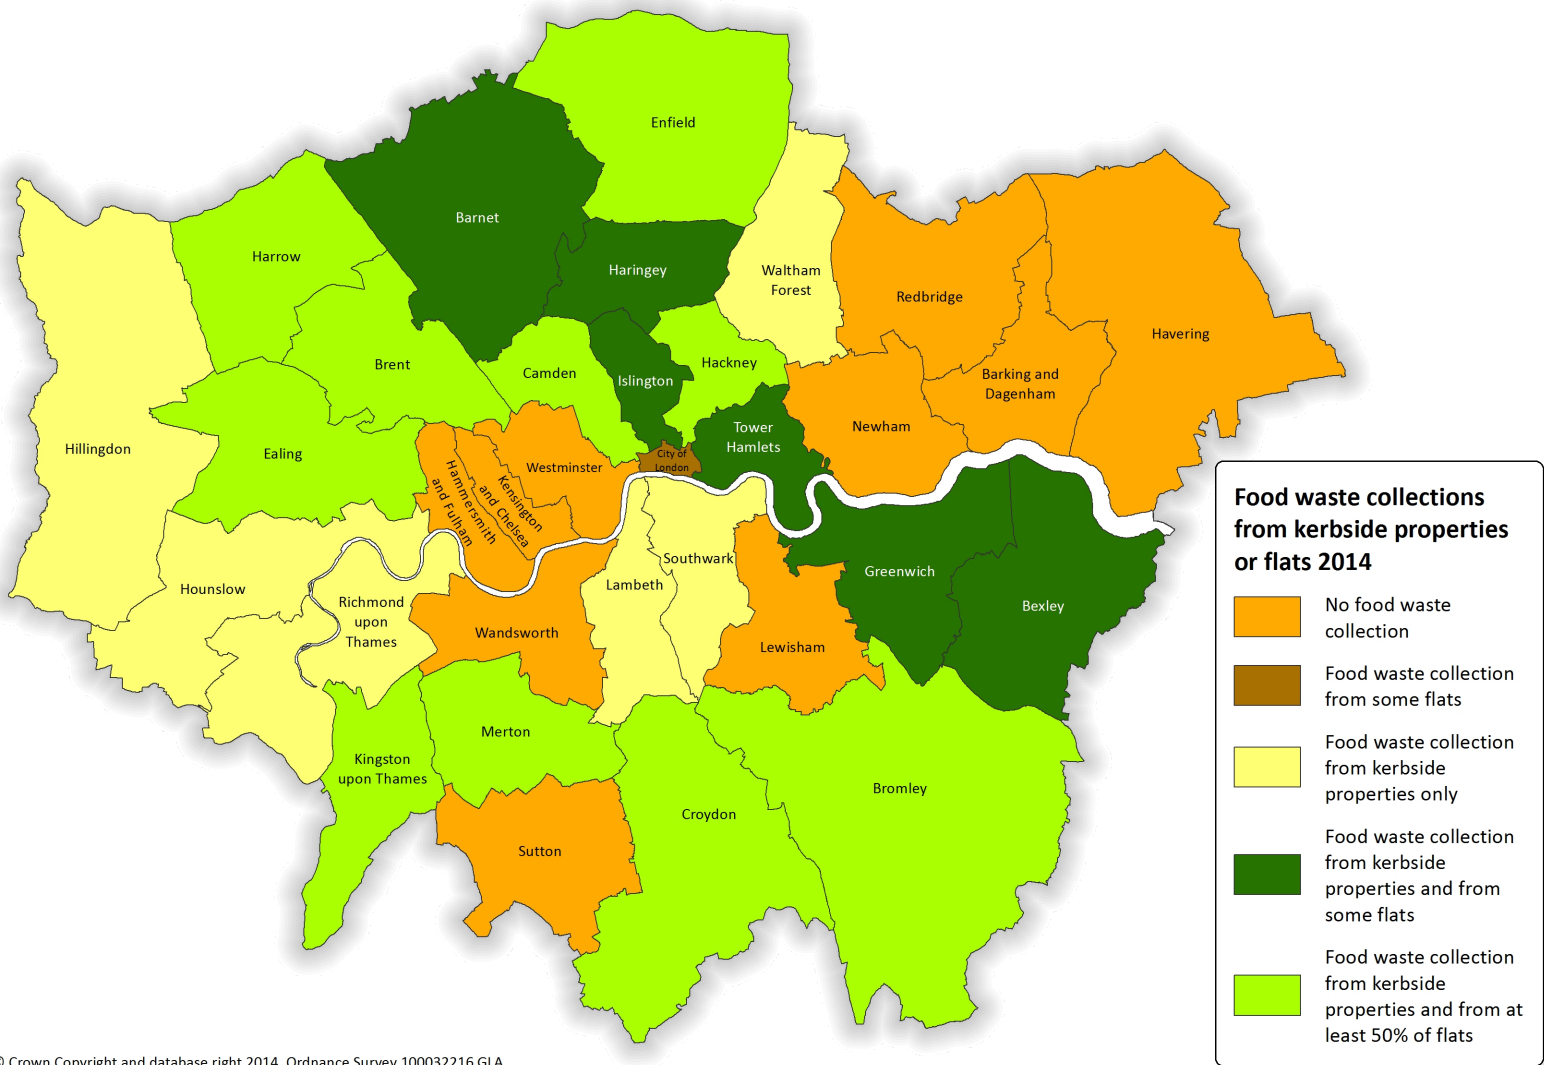 Enfield
Barnet
Harrow
Haringey
Waltham
Forest
Redbridge
Havering
Brent
Camden
Islington
Hackney
Barking and
Dagenham
Hillingdon
Ealing
Tower
Hamlets
Newham
Westminster
City of
London
Hammersmith
and Fulham
Kensington
and Chelsea
Hounslow
Richmond
upon
Thames
Wandsworth
Lambeth
Southwark
Lewisham
Greenwich
Bexley
Merton
Kingston
upon Thames
Sutton
Croydon
Bromley
Food waste collections
from kerbside properties
or flats 2014
No food waste
collection
Food waste collection
from some flats
Food waste collection
from kerbside
properties only
Food waste collection
from kerbside
properties and from
some flats
Food waste collection
from kerbside
properties and from at
least 50% of flats
© Crown Copyright and database right 2014. Ordnance Survey 100032216 GLA